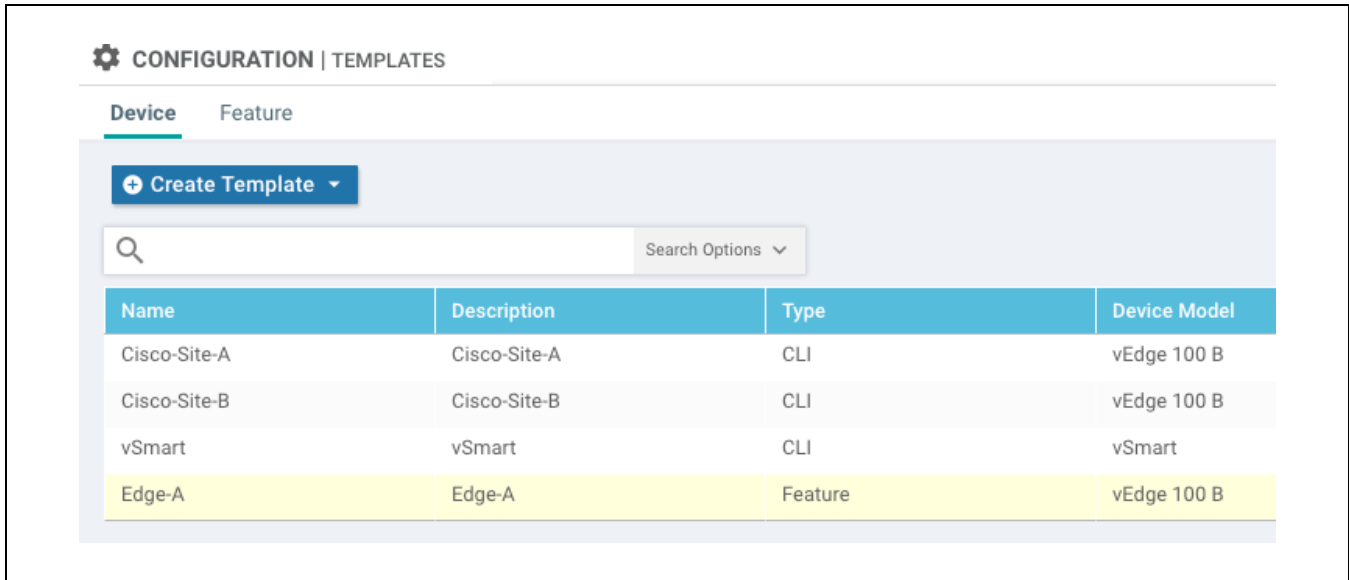 CONFIGURATION | TEMPLATES
Device Feature
Create Template
Search Options
Name Description Type Device Model
Cisco-Site-A Cisco-Site-A CLI vEdge 100 B
Cisco-Site-B Cisco-Site-B CLI vEdge 100 B
vSmart vSmart CLI vSmart
Edge-A Edge-A Feature vEdge 100 B